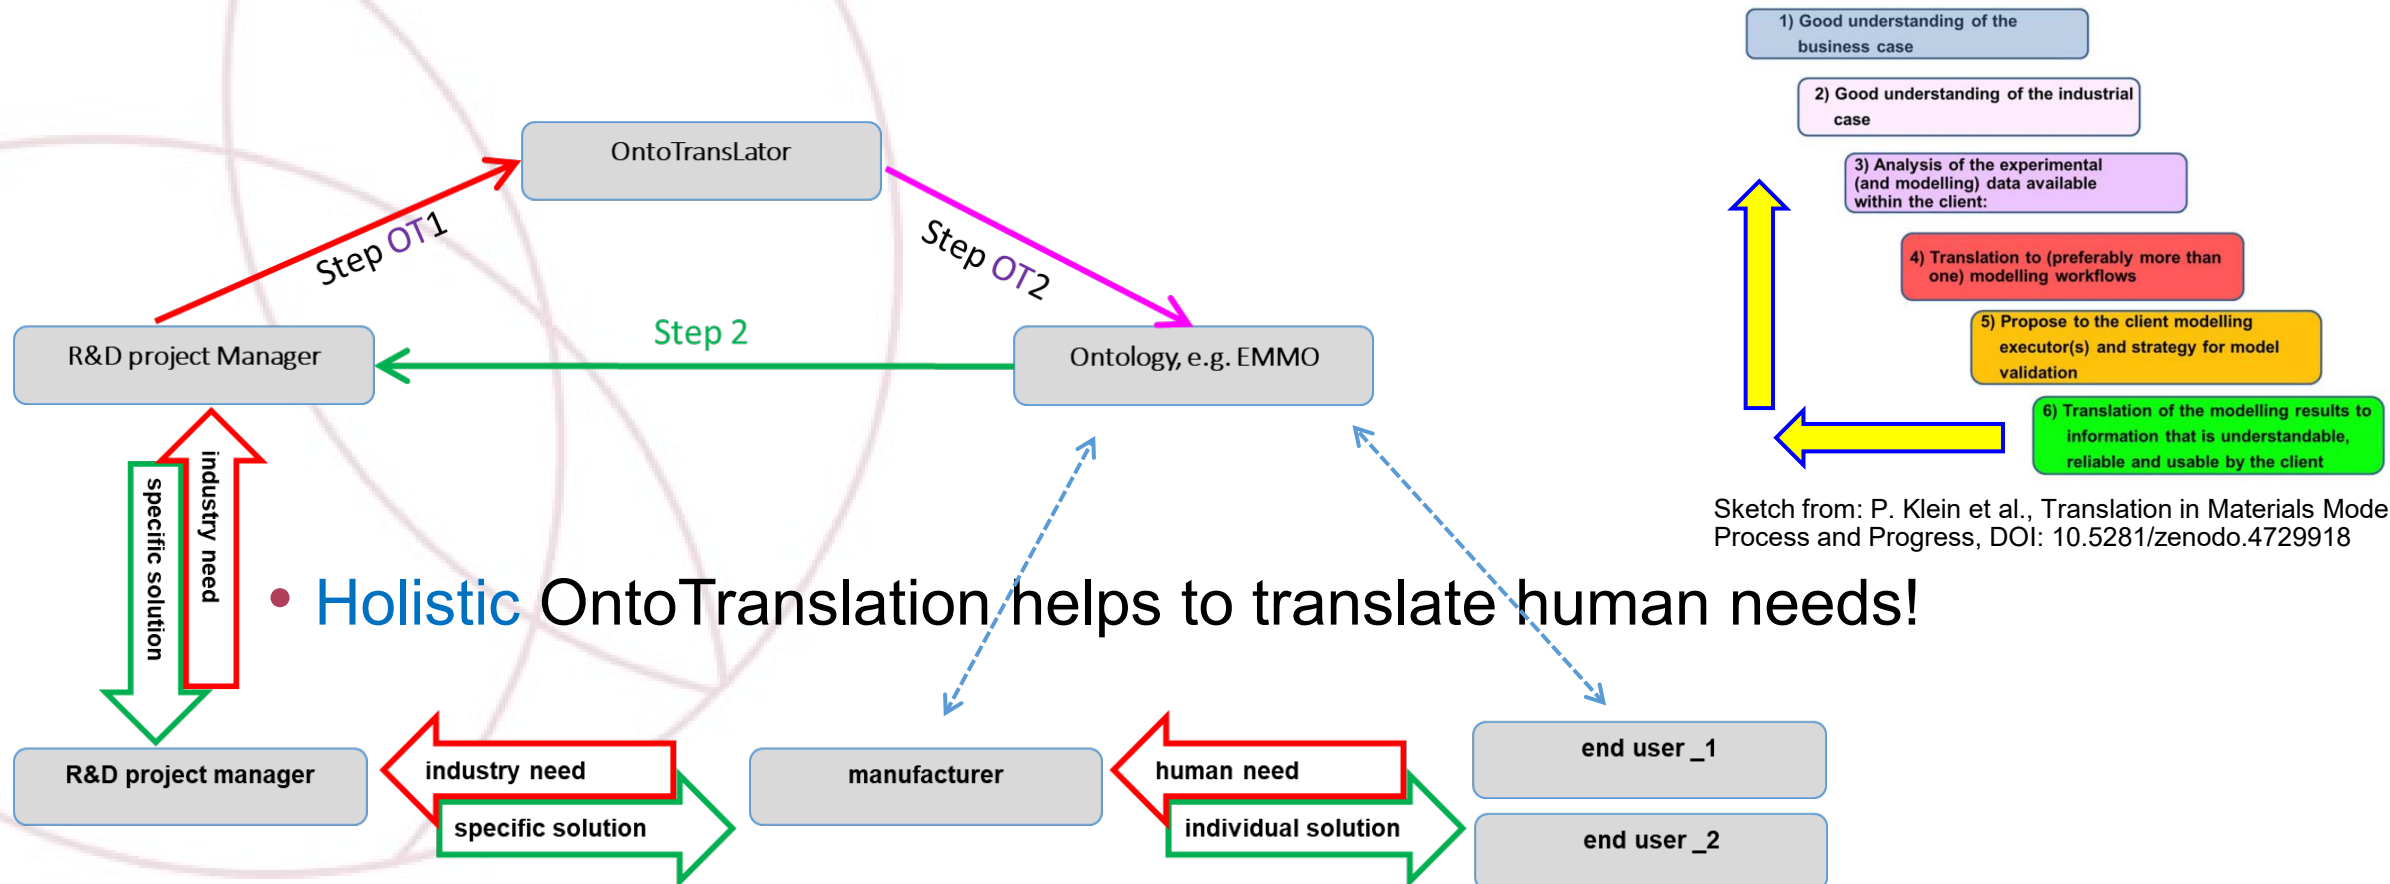 1) Good understanding of the
business case
2) Good understanding of the industrial
case
3) Analysis of the experimental
(and modelling) data available
within the client:
4) Translation to (preferably more than
one) modelling workflows
5) Propose to the client modelling
executor(s) and strategy for model
validation
6) Translation of the modelling results to
information that is understandable,
reliable and usable by the client
Sketch from: P. Klein et al., Translation in Materials Mode
Process and Progress, DOI: 10.5281/zenodo.4729918
OntoTransLator
Step OT1
Step OT2
R&D project Manager
Step 2
Ontology, e.g. EMMO
specific solution
industry need
• Holistic OntoTranslation helps to translate human needs!
R&D project manager
industry need
specific solution
manufacturer
human need
individual solution
end user _1
end user _2